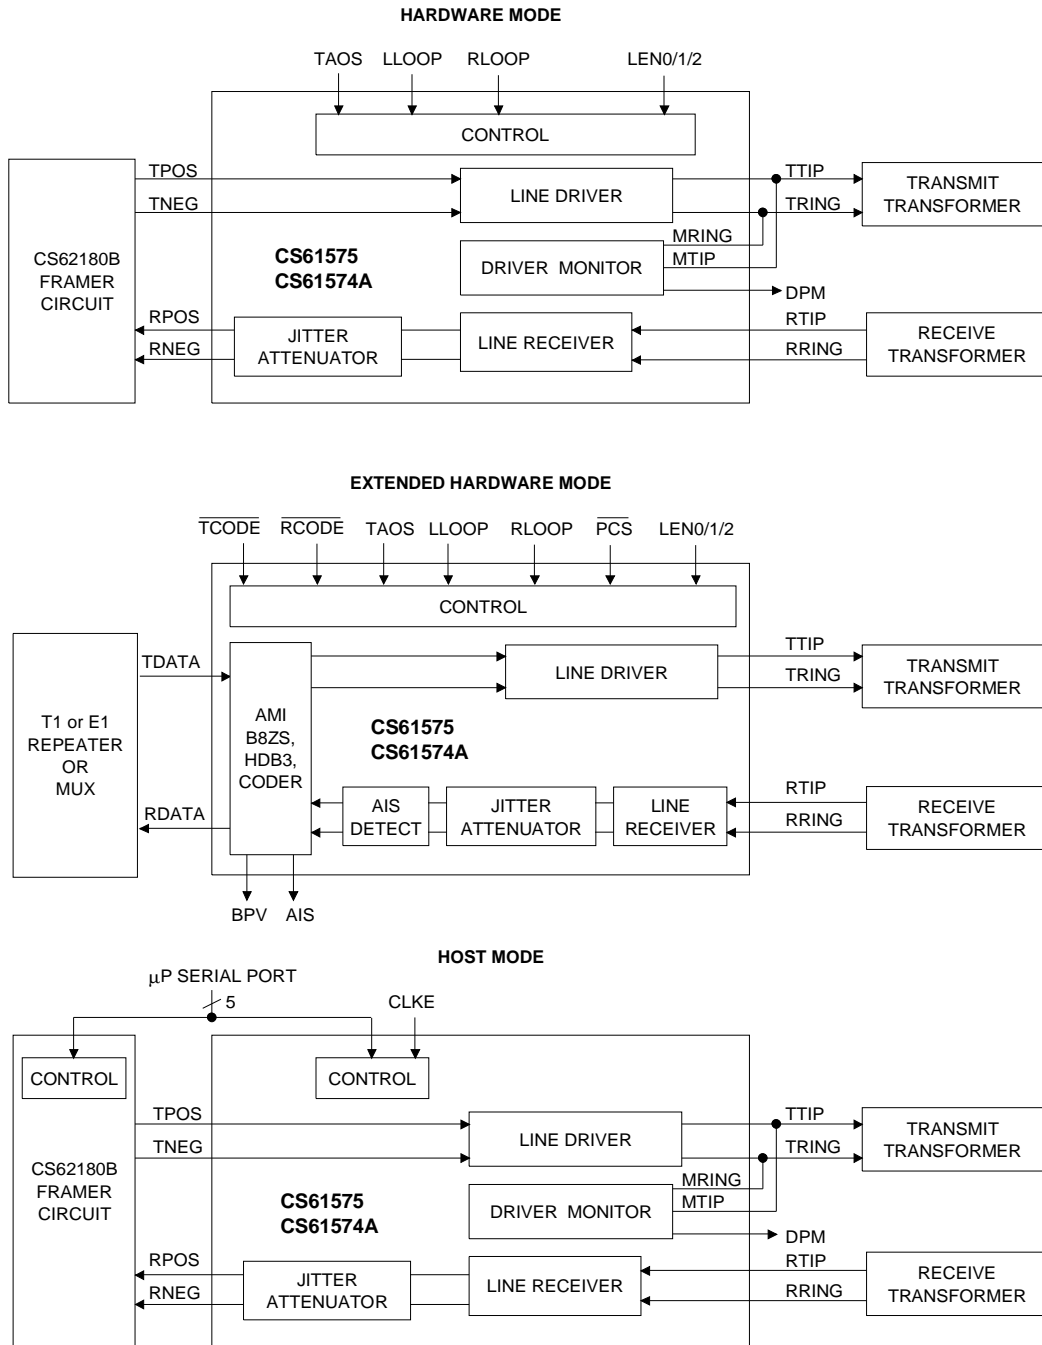 HARDWARE MODE
TAOS LLOOP RLOOP LEN0/1/2
CONTROL
TPOS
TNEG
LINE DRIVER
TTIP
TRING
TRANSMIT
TRANSFORMER
CS62180B
FRAMER
CIRCUIT
CS61575
CS61574A
DRIVER MONITOR
MRING
MTIP
DPM
RPOS
RNEG
JITTER
ATTENUATOR
LINE RECEIVER
RTIP
RRING
RECEIVE
TRANSFORMER
EXTENDED HARDWARE MODE
TCODE RCODE TAOS LLOOP RLOOP PCS LEN0/1/2
CONTROL
TDATA
LINE DRIVER
TTIP
TRING
TRANSMIT
TRANSFORMER
T1 or E1
REPEATER
OR
MUX
AMI
B8ZS,
HDB3,
CODER
CS61575
CS61574A
RDATA
AIS
DETECT
JITTER
ATTENUATOR
LINE
RECEIVER
RTIP
RRING
RECEIVE
TRANSFORMER
BPV AIS
HOST MODE
µP SERIAL PORT
5
CLKE
CONTROL
CONTROL
TPOS
TNEG
LINE DRIVER
TTIP
TRING
TRANSMIT
TRANSFORMER
CS62180B
FRAMER
CIRCUIT
CS61575
CS61574A
DRIVER MONITOR
MRING
MTIP
DPM
RPOS
RNEG
JITTER
ATTENUATOR
LINE RECEIVER
RTIP
RRING
RECEIVE
TRANSFORMER